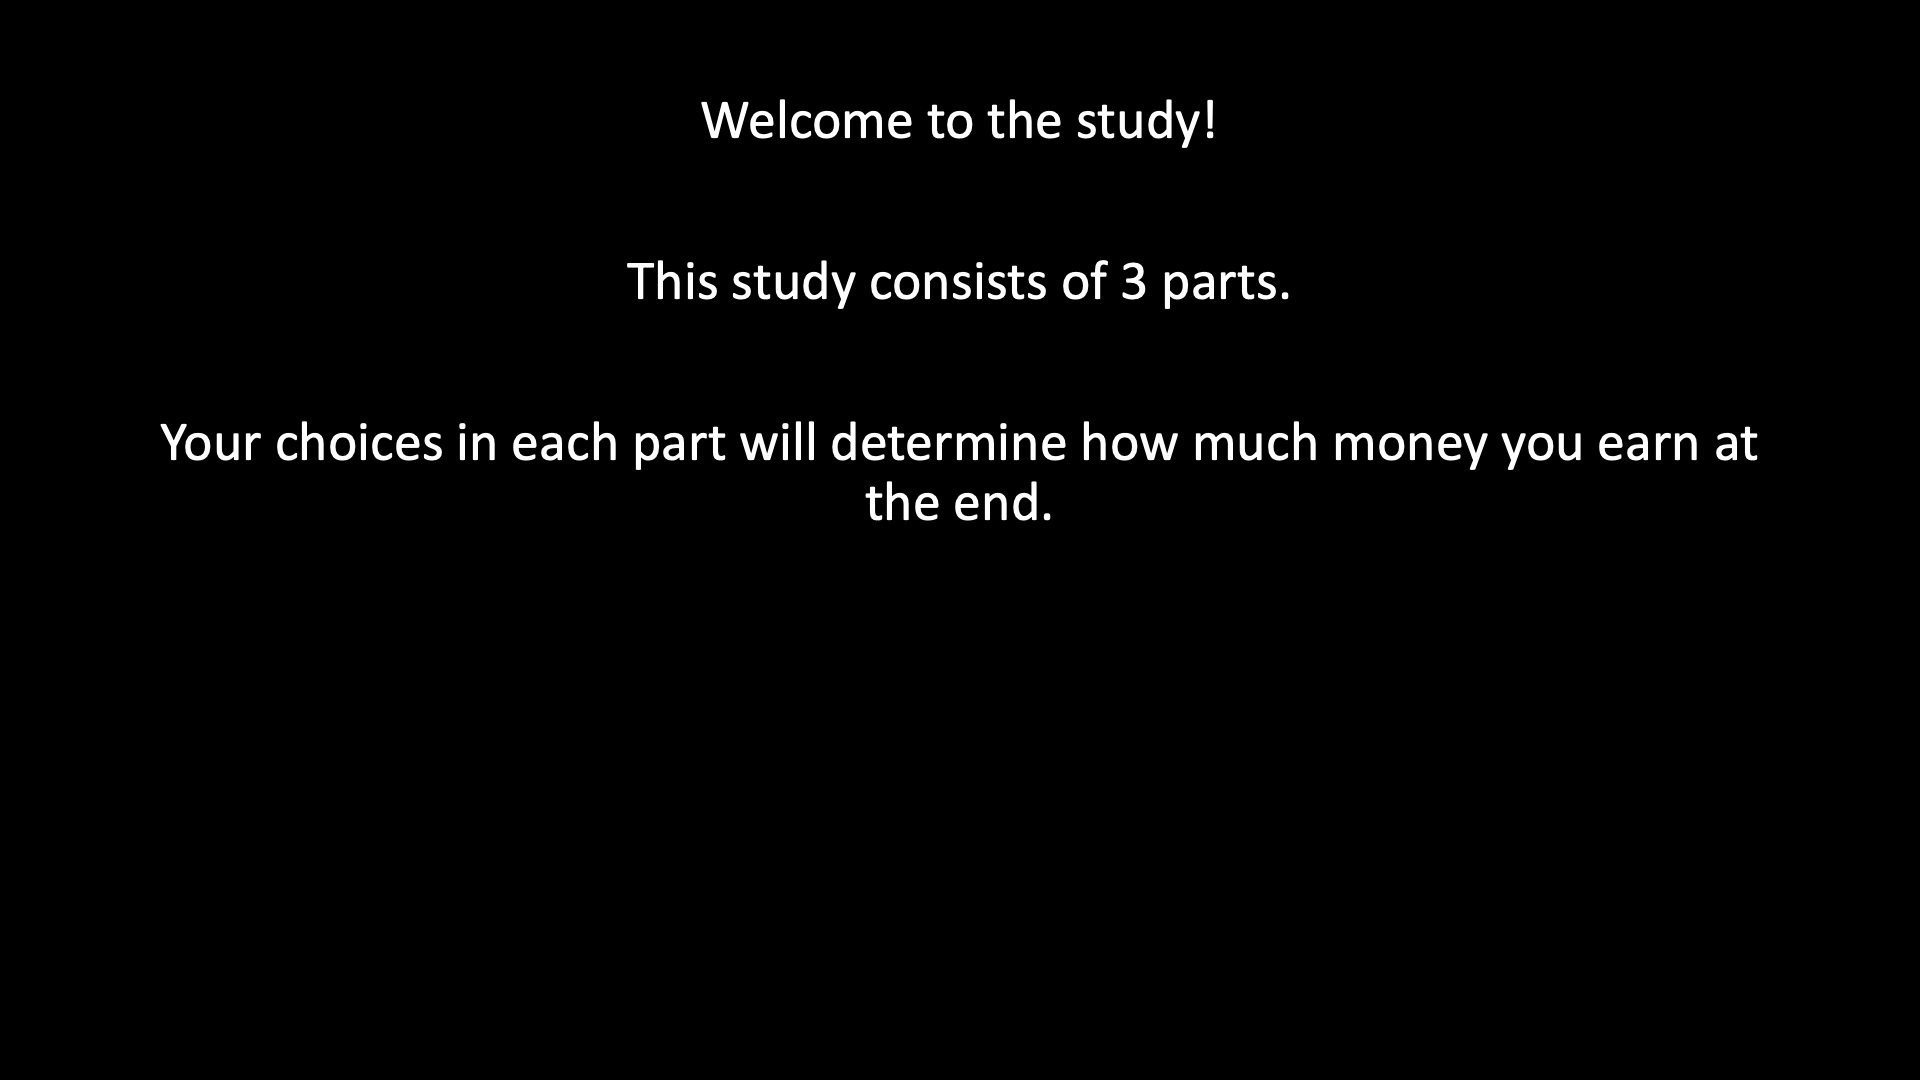 Welcome to the study!
This study consists of 3 parts.
Your choices in each part will determine how much money you earn at
the end.